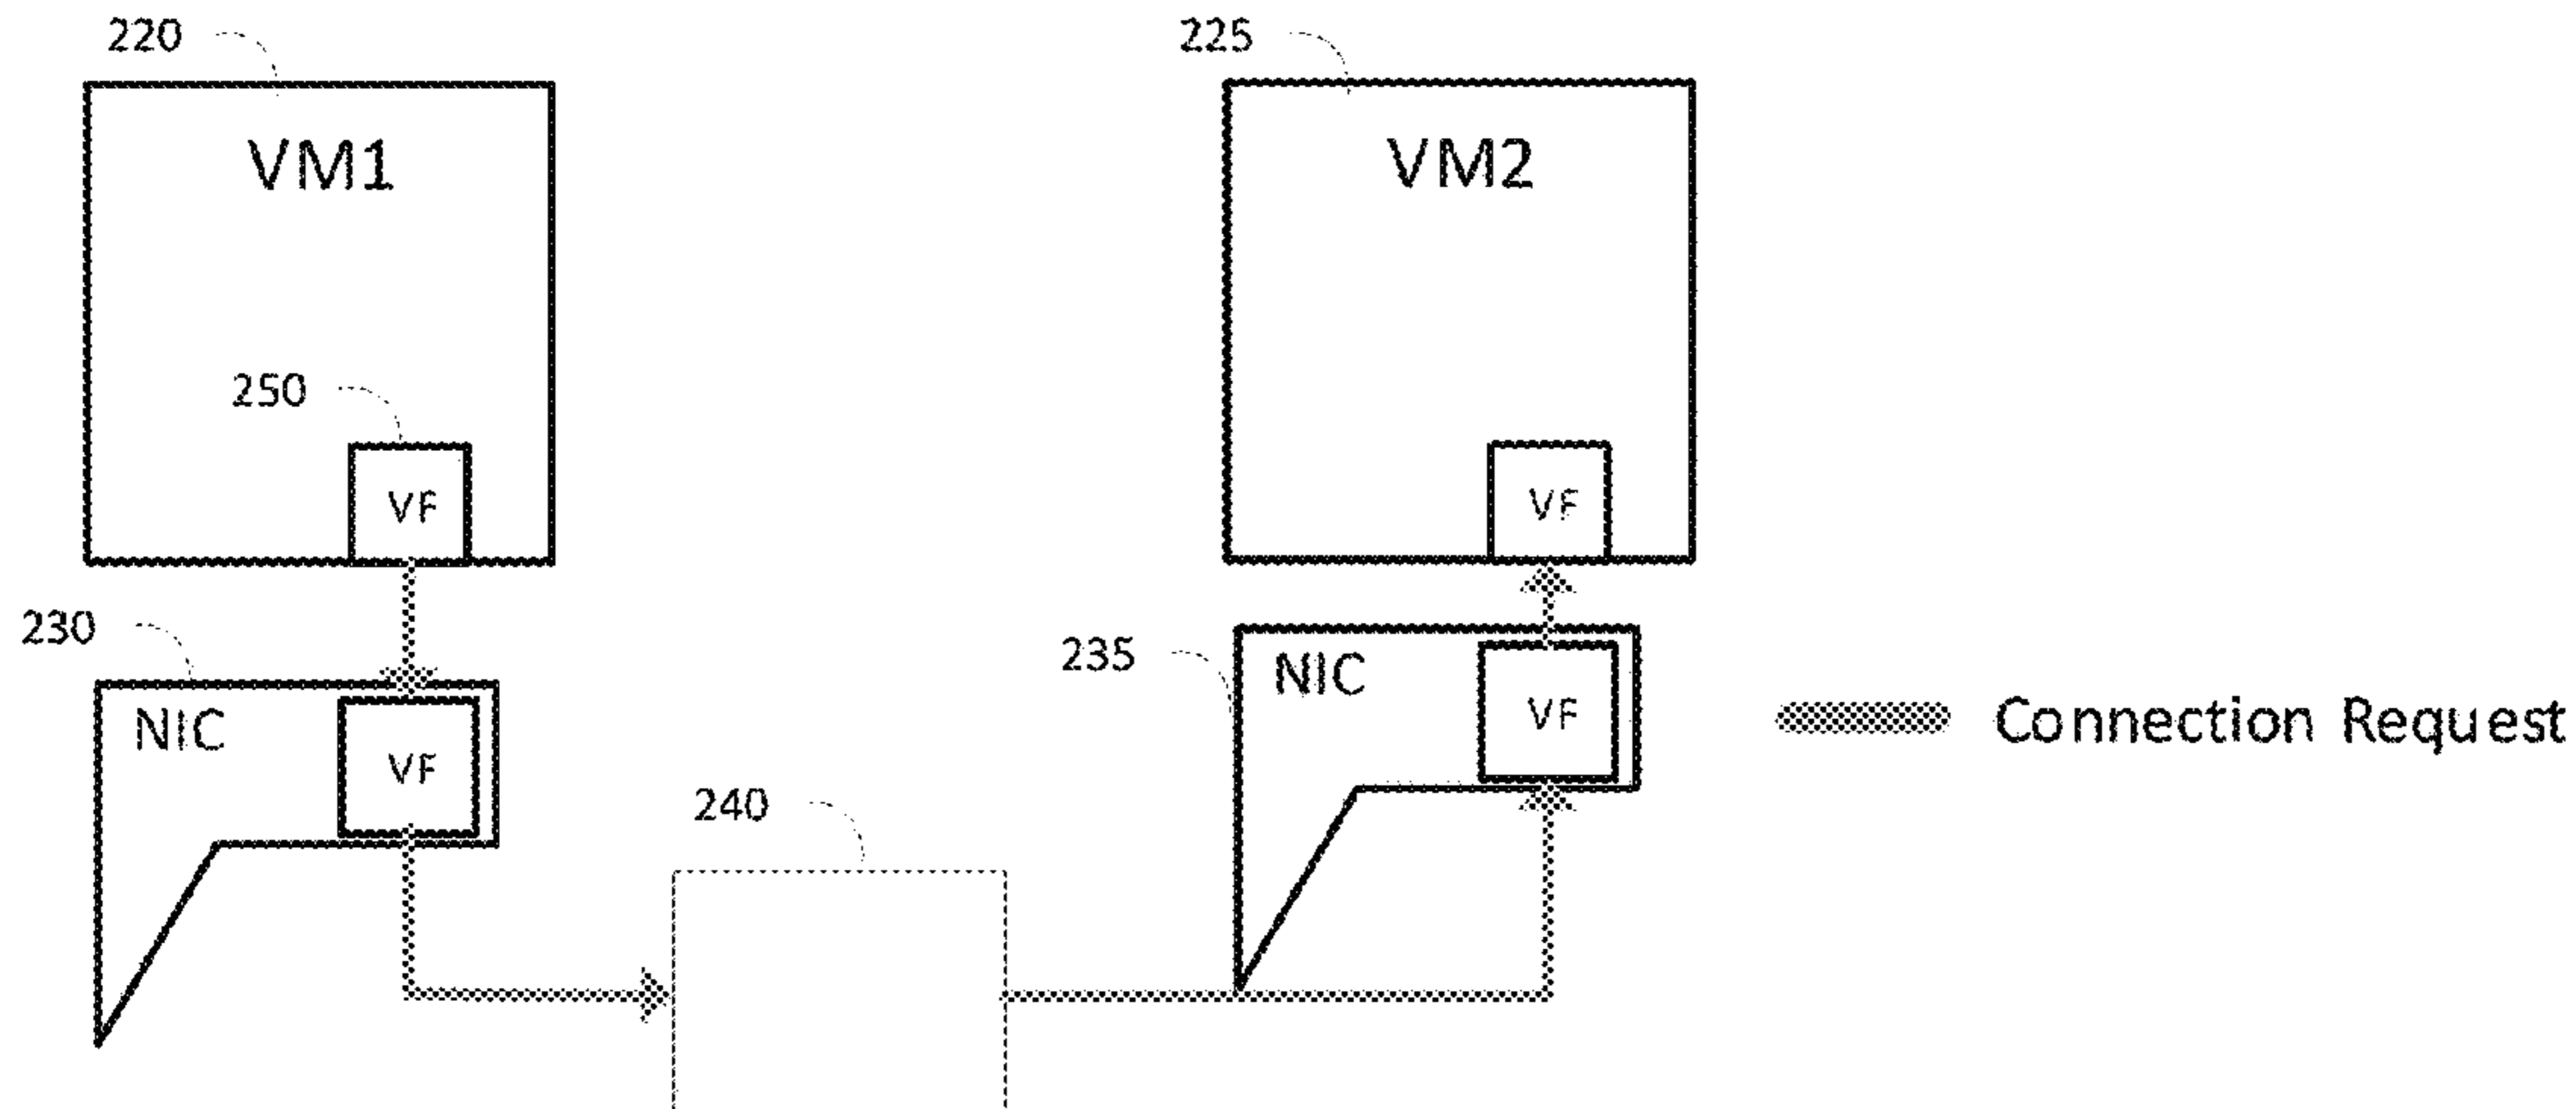 220
225
VM1
VM2
250
VF
VF
230
235
NIC
NIC
VF
VF
Connection Request
240